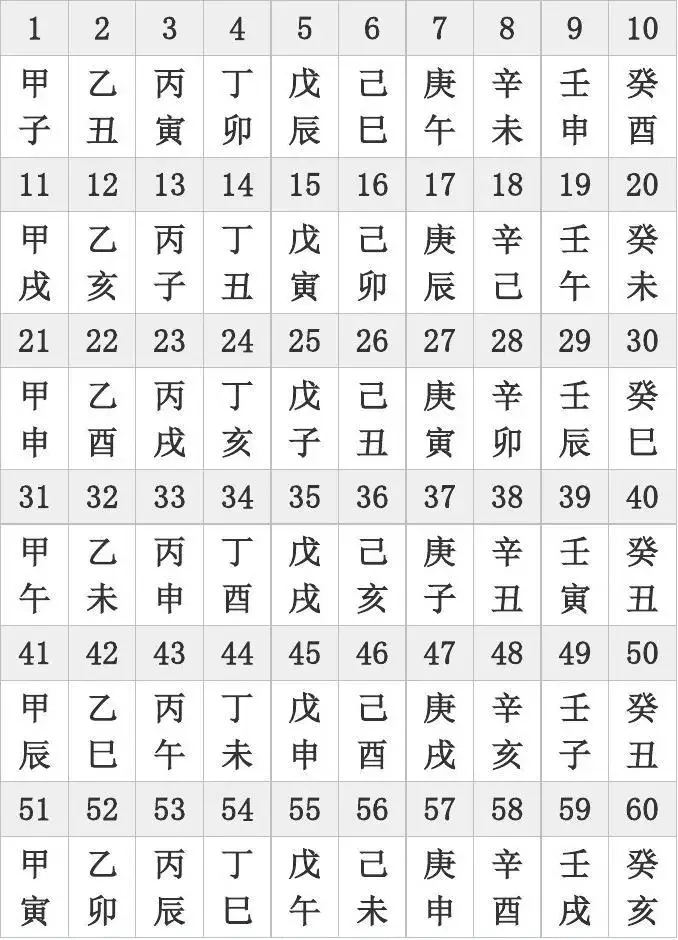 1 2 3 4 5 6 7 8 9 10
甲 乙 丙 丁 戊 己 庚 辛 壬 癸
子 丑 寅 卯 辰 巳 午 未 申 酉
11 12 13 14 15 16 17 18 19 20
甲 乙 丙 丁 戊 己 庚 辛 壬 癸
戌 亥 子 丑 寅 卯 辰 己 午 未
21 22 23 24 25 26 27 28 29 30
甲 乙 丙 丁 戊 己 庚 辛 壬 癸
申 酉 戌 亥 子 丑 寅 卯 辰 巳
31 32 33 34 35 36 37 38 39 40
甲 乙 丙 丁 戊 己 庚 辛 壬 癸
午 未 申 酉 戌 亥 子 丑 寅 丑
41 42 43 44 45 46 47 48 49 50
甲 乙 丙 丁 戊 己 庚 辛 壬 癸
辰 巳 午 未 申 酉 戌 亥 子 丑
51 52 53 54 55 56 57 58 59 60
甲 乙 丙 丁 戊 己 庚 辛 壬 癸
寅 卯 辰 巳 午 未 申 酉 戌 亥